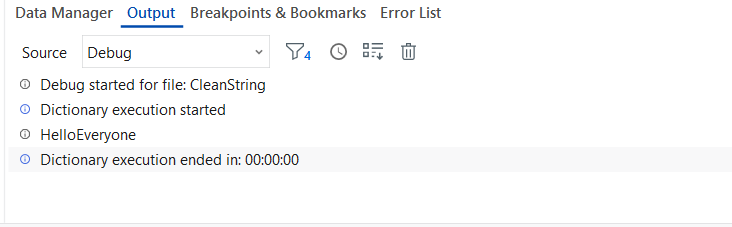 Data Manager Output Breakpoints & Bookmarks Error List
Source Debug 4
Debug started for file: CleanString
Dictionary execution started
HelloEveryone
Dictionary execution ended in: 00:00:00